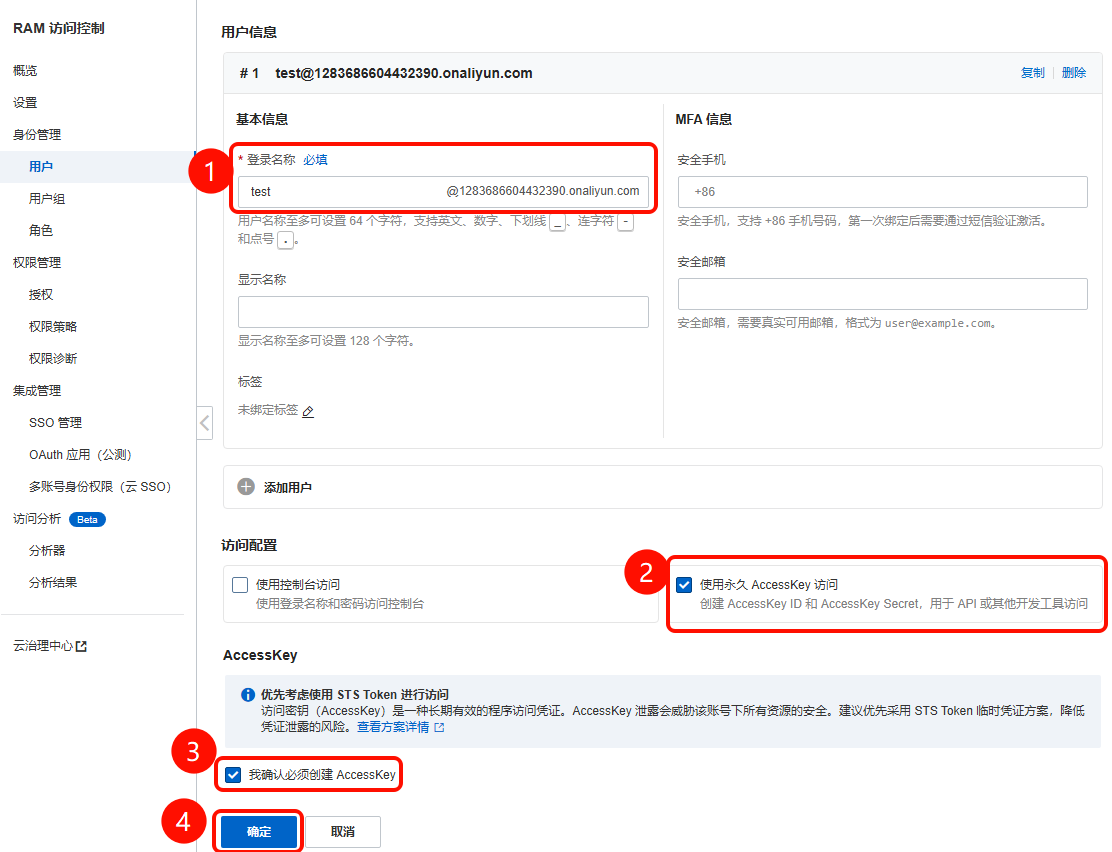 RAM 访问控制
概览
设置
身份管理
用户
用户组
角色
权限管理
授权
权限策略
权限诊断
集成管理
SSO 管理
OAuth 应用（公测）
多账号身份权限（云 SSO）
访问分析 Beta
分析器
分析结果
云治理中心
用户信息
# 1 test@1283686604432390.onaliyun.com 复制 删除
基本信息
1
* 登录名称 必填
test @1283686604432390.onaliyun.com
用户名称至多可设置 64 个字符，支持英文、数字、下划线 _ 、连字符 -
和点号 . 。
显示名称
显示名称至多可设置 128 个字符。
标签
未绑定标签
MFA 信息
安全手机
+86
安全手机，支持 +86 手机号码，第一次绑定后需要通过短信验证激活。
安全邮箱
安全邮箱，需要真实可用邮箱，格式为 user@example.com。
添加用户
访问配置
使用控制台访问
使用登录名称和密码访问控制台
2
使用永久 AccessKey 访问
创建 AccessKey ID 和 AccessKey Secret，用于 API 或其他开发工具访问
AccessKey
优先考虑使用 STS Token 进行访问
访问密钥（AccessKey）是一种长期有效的程序访问凭证。AccessKey 泄露会威胁该账号下所有资源的安全。建议优先采用 STS Token 临时凭证方案，降低
凭证泄露的风险。查看方案详情
3
我确认必须创建 AccessKey
4
确定 取消